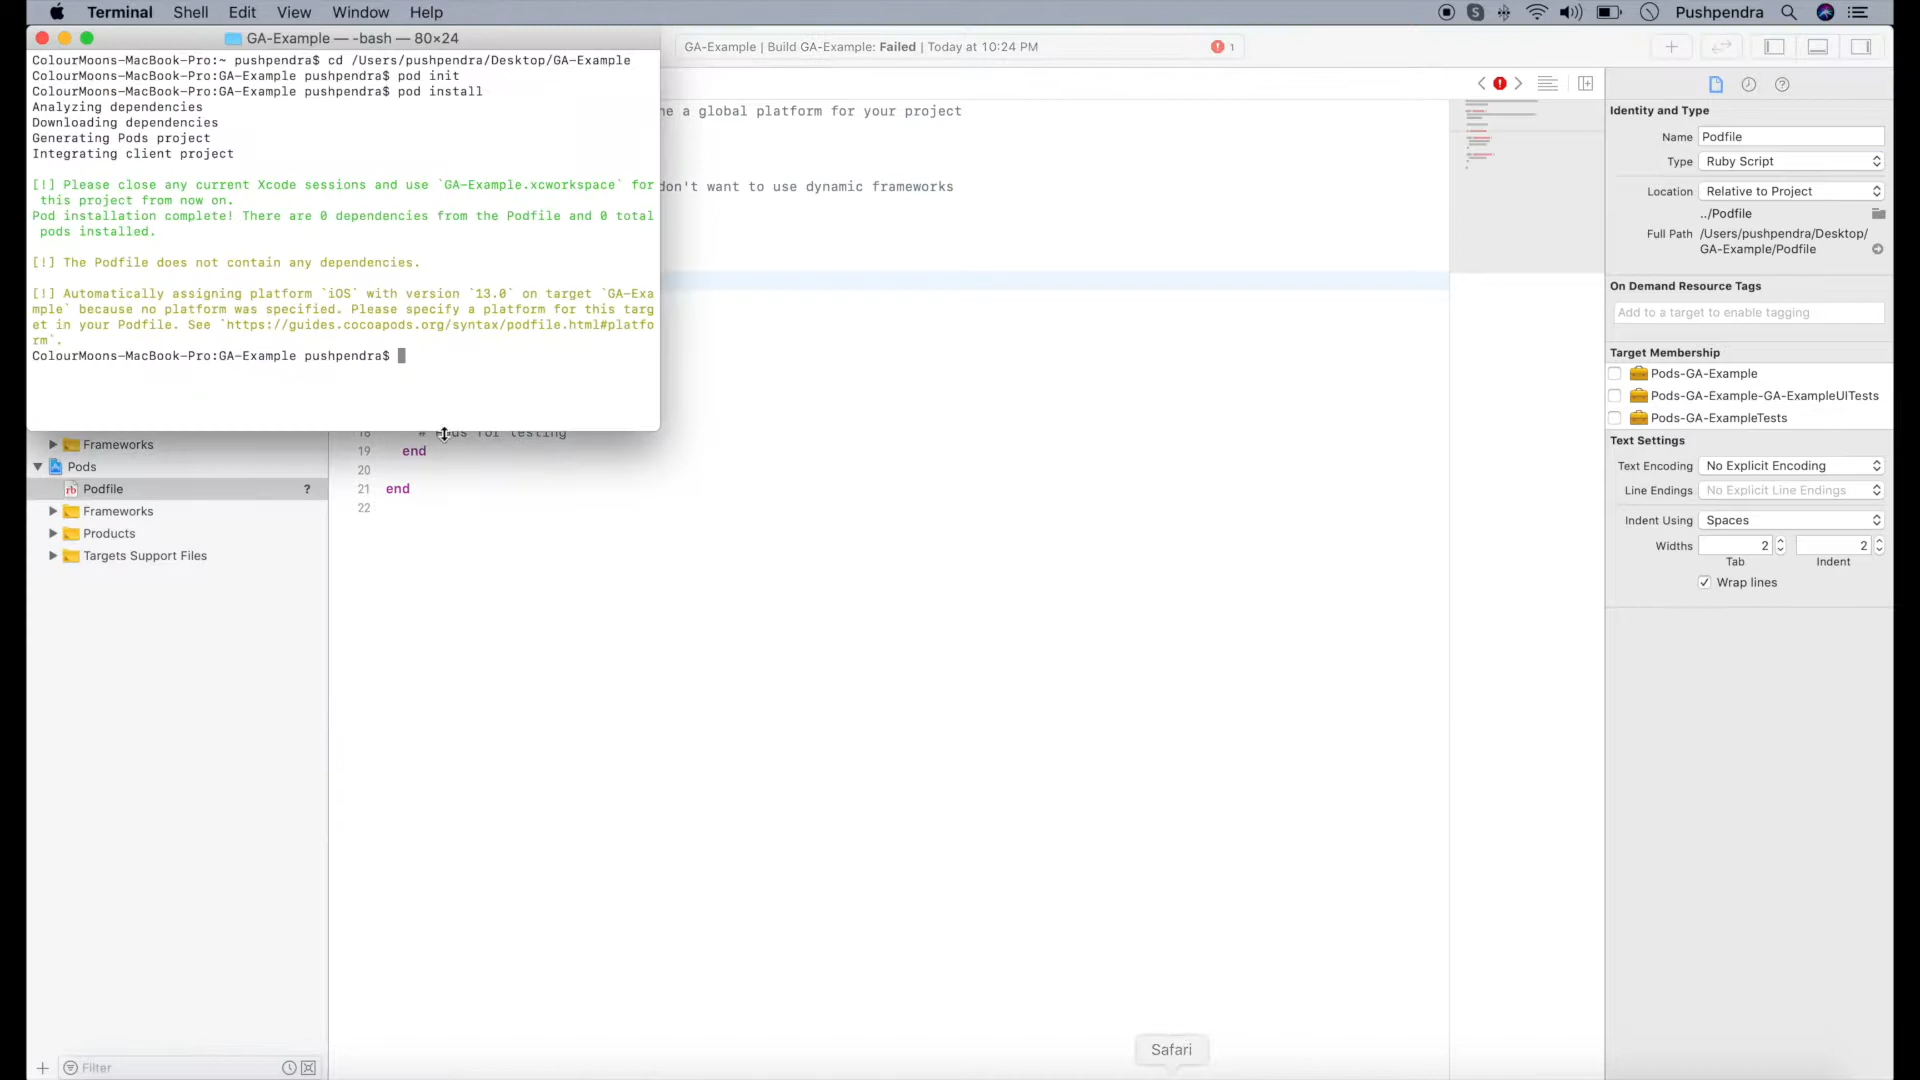 Terminal Shell Edit View Window Help
Pushpendra
GA-Example — -bash — 80×24
GA-Example | Build GA-Example: Failed | Today at 10:24 PM
1
ColourMoons-MacBook-Pro:~ pushpendra$ cd /Users/pushpendra/Desktop/GA-Example
ColourMoons-MacBook-Pro:GA-Example pushpendra$ pod init
ColourMoons-MacBook-Pro:GA-Example pushpendra$ pod install
Analyzing dependencies
Downloading dependencies
Generating Pods project
Integrating client project
[!] Please close any current Xcode sessions and use `GA-Example.xcworkspace` for
this project from now on.
Pod installation complete! There are 0 dependencies from the Podfile and 0 total
pods installed.
[!] The Podfile does not contain any dependencies.
[!] Automatically assigning platform `iOS` with version `13.0` on target `GA-Exa
mple` because no platform was specified. Please specify a platform for this targ
et in your Podfile. See `https://guides.cocoapods.org/syntax/podfile.html#platfo
rm`.
ColourMoons-MacBook-Pro:GA-Example pushpendra$
a global platform for your project
don't want to use dynamic frameworks
for testing
19 end
20
21 end
22
Frameworks
Pods
Podfile ?
Frameworks
Products
Targets Support Files
Filter
Safari
Identity and Type
Name Podfile
Type Ruby Script
Location Relative to Project
../Podfile
Full Path /Users/pushpendra/Desktop/
GA-Example/Podfile
On Demand Resource Tags
Add to a target to enable tagging
Target Membership
Pods-GA-Example
Pods-GA-Example-GA-ExampleUITests
Pods-GA-ExampleTests
Text Settings
Text Encoding No Explicit Encoding
Line Endings No Explicit Line Endings
Indent Using Spaces
Widths 2 2
Tab Indent
Wrap lines